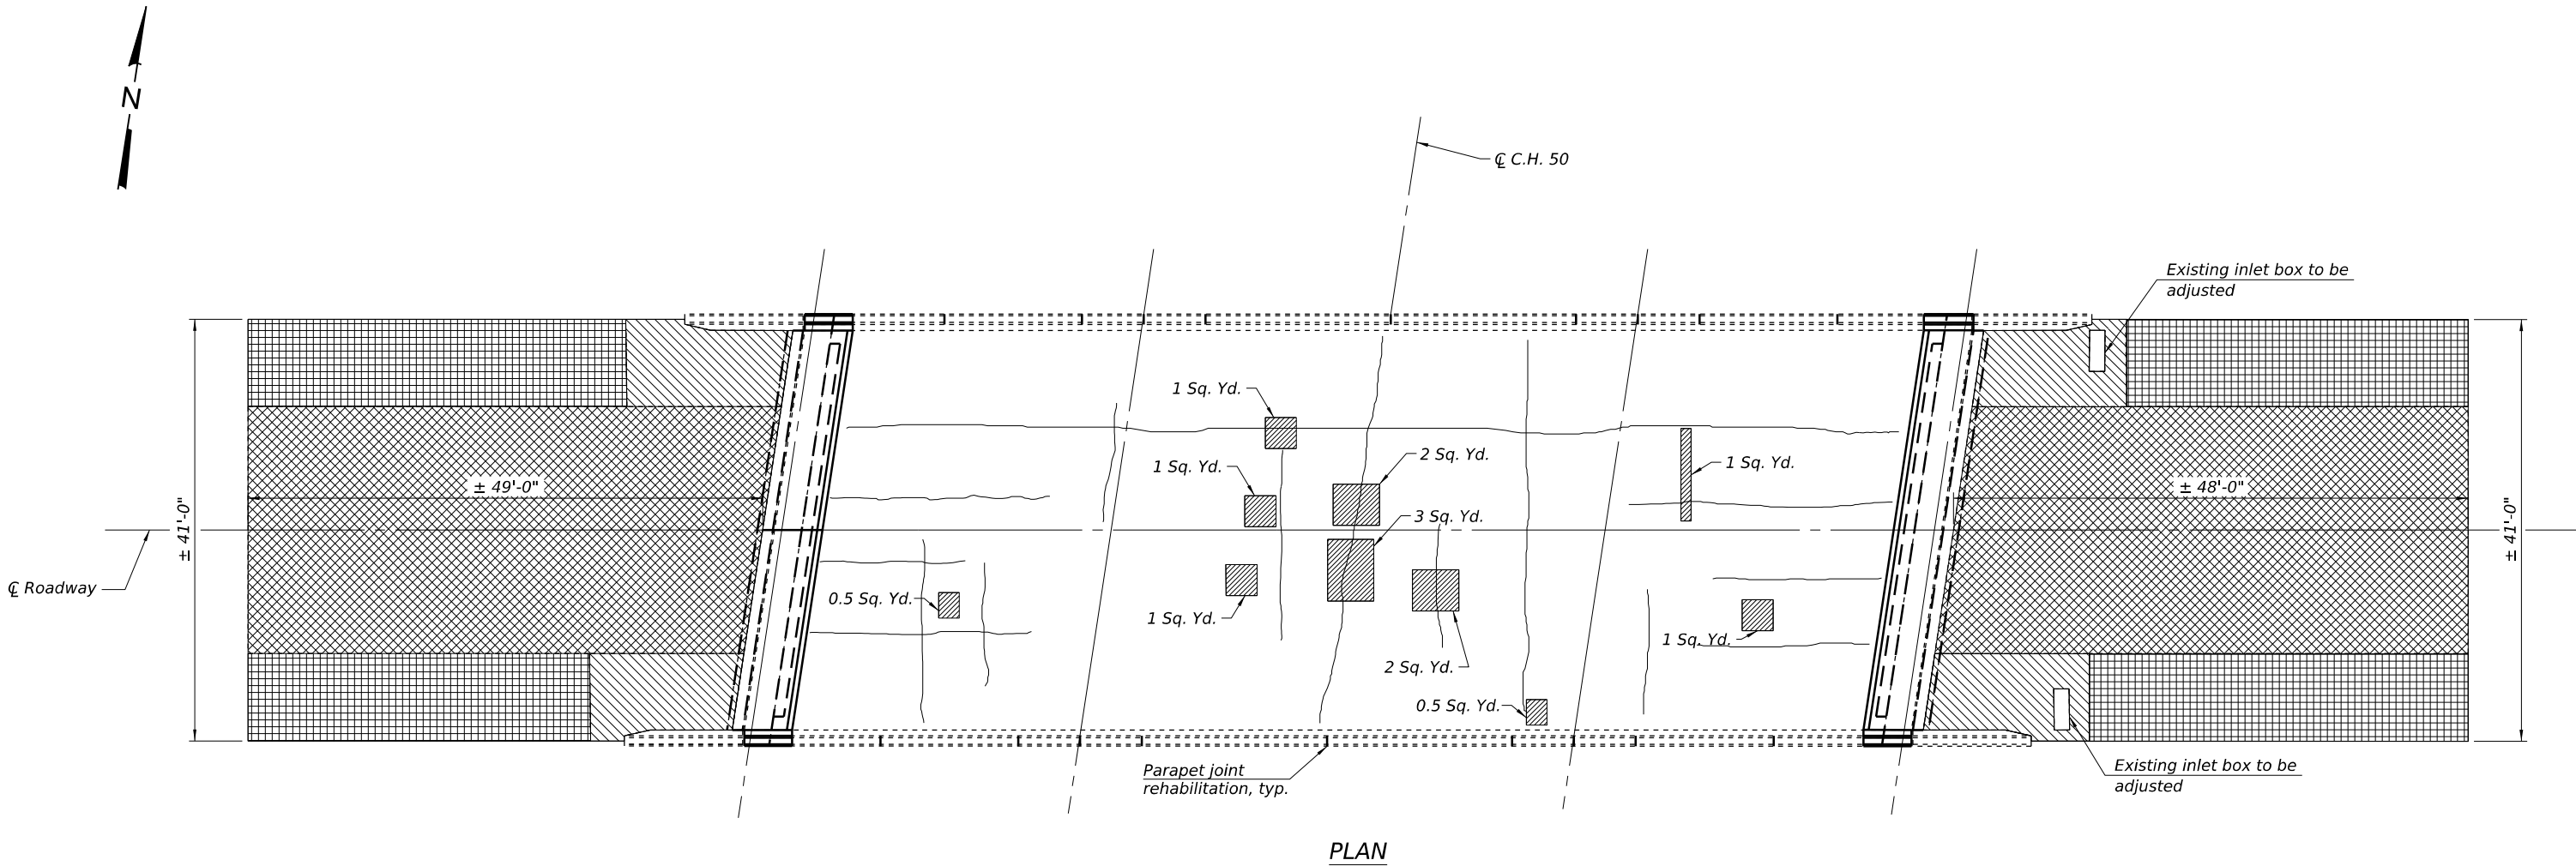 N
℄ C.H. 50
Existing inlet box to be
adjusted
1 Sq. Yd.
2 Sq. Yd.
1 Sq. Yd.
1 Sq. Yd.
± 49'-0"
± 48'-0"
3 Sq. Yd.
± 41'-0"
± 41'-0"
℄ Roadway
0.5 Sq. Yd.
1 Sq. Yd.
1 Sq. Yd.
2 Sq. Yd.
0.5 Sq. Yd.
Parapet joint
rehabilitation, typ.
Existing inlet box to be
adjusted
PLAN